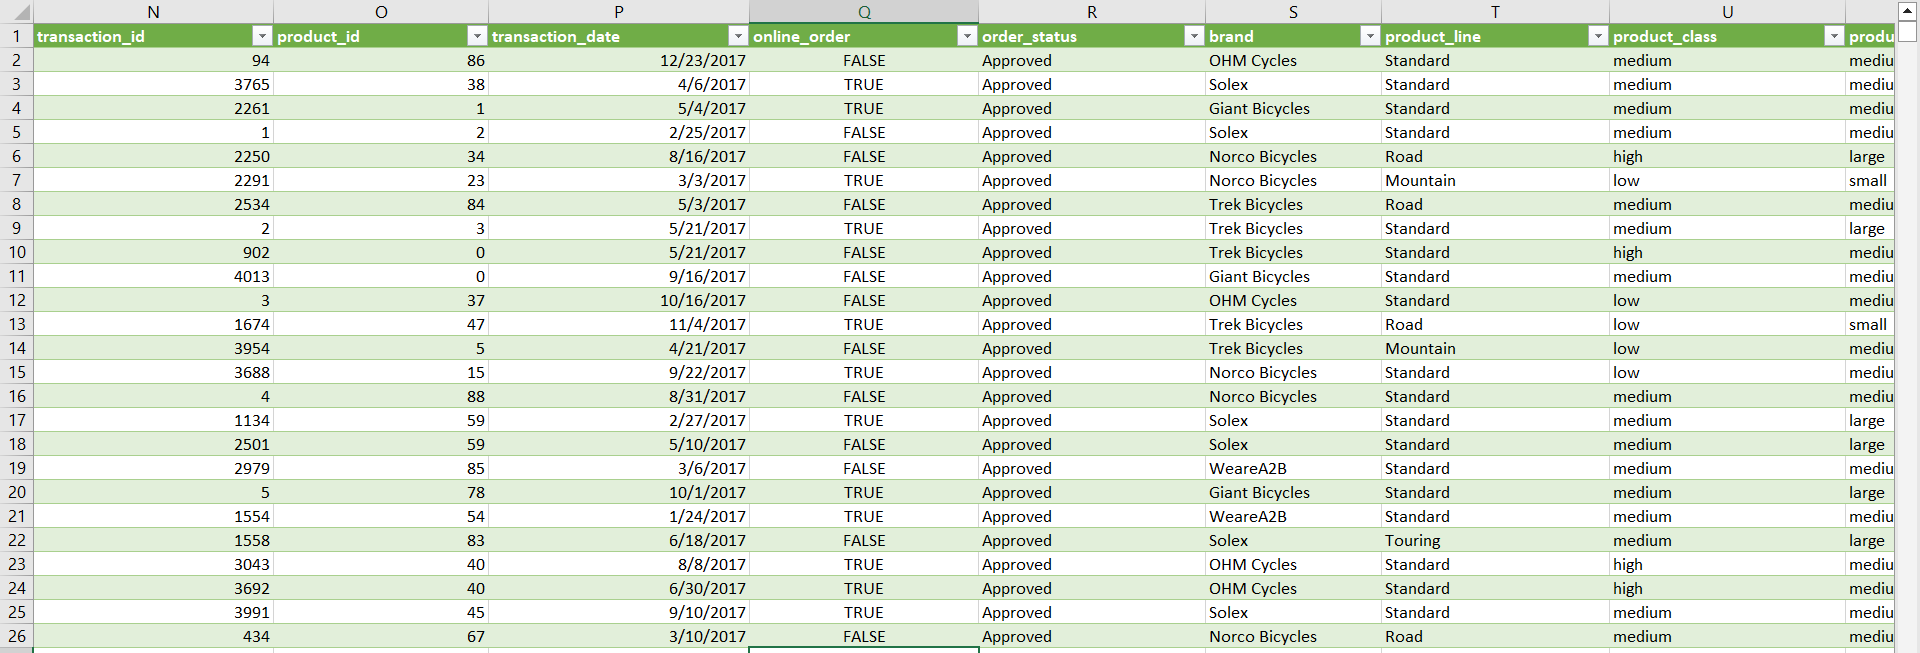 N O P Q R S T U
1 transaction_id product_id transaction_date online_order order_status brand product_line product_class produ
2 94 86 12/23/2017 FALSE Approved OHM Cycles Standard medium mediu
3 3765 38 4/6/2017 TRUE Approved Solex Standard medium mediu
4 2261 1 5/4/2017 TRUE Approved Giant Bicycles Standard medium mediu
5 1 2 2/25/2017 FALSE Approved Solex Standard medium mediu
6 2250 34 8/16/2017 FALSE Approved Norco Bicycles Road high large
7 2291 23 3/3/2017 TRUE Approved Norco Bicycles Mountain low small
8 2534 84 5/3/2017 FALSE Approved Trek Bicycles Road medium mediu
9 2 3 5/21/2017 TRUE Approved Trek Bicycles Standard medium large
10 902 0 5/21/2017 FALSE Approved Trek Bicycles Standard high mediu
11 4013 0 9/16/2017 FALSE Approved Giant Bicycles Standard medium mediu
12 3 37 10/16/2017 FALSE Approved OHM Cycles Standard low mediu
13 1674 47 11/4/2017 TRUE Approved Trek Bicycles Road low small
14 3954 5 4/21/2017 FALSE Approved Trek Bicycles Mountain low mediu
15 3688 15 9/22/2017 TRUE Approved Norco Bicycles Standard low mediu
16 4 88 8/31/2017 FALSE Approved Norco Bicycles Standard medium mediu
17 1134 59 2/27/2017 TRUE Approved Solex Standard medium large
18 2501 59 5/10/2017 FALSE Approved Solex Standard medium large
19 2979 85 3/6/2017 FALSE Approved WeareA2B Standard medium mediu
20 5 78 10/1/2017 TRUE Approved Giant Bicycles Standard medium large
21 1554 54 1/24/2017 TRUE Approved WeareA2B Standard medium mediu
22 1558 83 6/18/2017 FALSE Approved Solex Touring medium large
23 3043 40 8/8/2017 TRUE Approved OHM Cycles Standard high mediu
24 3692 40 6/30/2017 TRUE Approved OHM Cycles Standard high mediu
25 3991 45 9/10/2017 TRUE Approved Solex Standard medium mediu
26 434 67 3/10/2017 FALSE Approved Norco Bicycles Road medium mediu